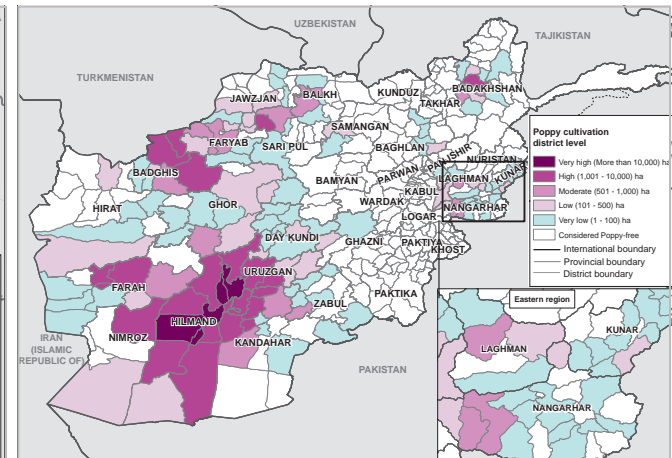 UZBEKISTAN
TAJIKISTAN
TURKMENISTAN
JAWZJAN
BALKH
KUNDUZ
BADAKHSHAN
TAKHAR
SAMANGAN
FARYAB
SARI PUL
BAGHLAN
PANJSHIR
NURISTAN
BADGHIS
BAMYAN
PARWAN
LAGHMAN
KUNAR
KABUL
WARDAK
HIRAT
GHOR
NANGARHAR
LOGAR
DAY KUNDI
GHAZNI
PAKTIYA
KHOST
URUZGAN
FARAH
ZABUL
PAKTIKA
HILMAND
NIMROZ
KANDAHAR
IRAN
(ISLAMIC
REPUBLIC OF)
PAKISTAN
Poppy cultivation
district level
Very high (More than 10,000) ha
High (1,001 - 10,000) ha
Moderate (501 - 1,000) ha
Low (101 - 500) ha
Very low (1 - 100) ha
Considered Poppy-free
International boundary
Provincial boundary
District boundary
Eastern region
KUNAR
LAGHMAN
NANGARHAR